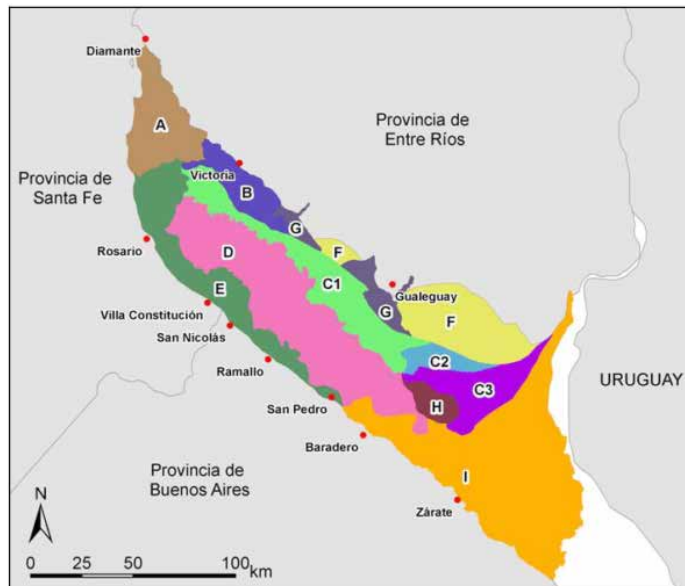 Diamante
A
Provincia de
Entre Ríos
Provincia de
Santa Fe
Victoria
B
G
F
Rosario
D
C1
Gualeguay
E
G
F
Villa Constitución
San Nicolás
C2
Ramallo
C3
URUGUAY
San Pedro
H
Baradero
Provincia de
Buenos Aires
I
Zárate
N
0 25 50 100
km